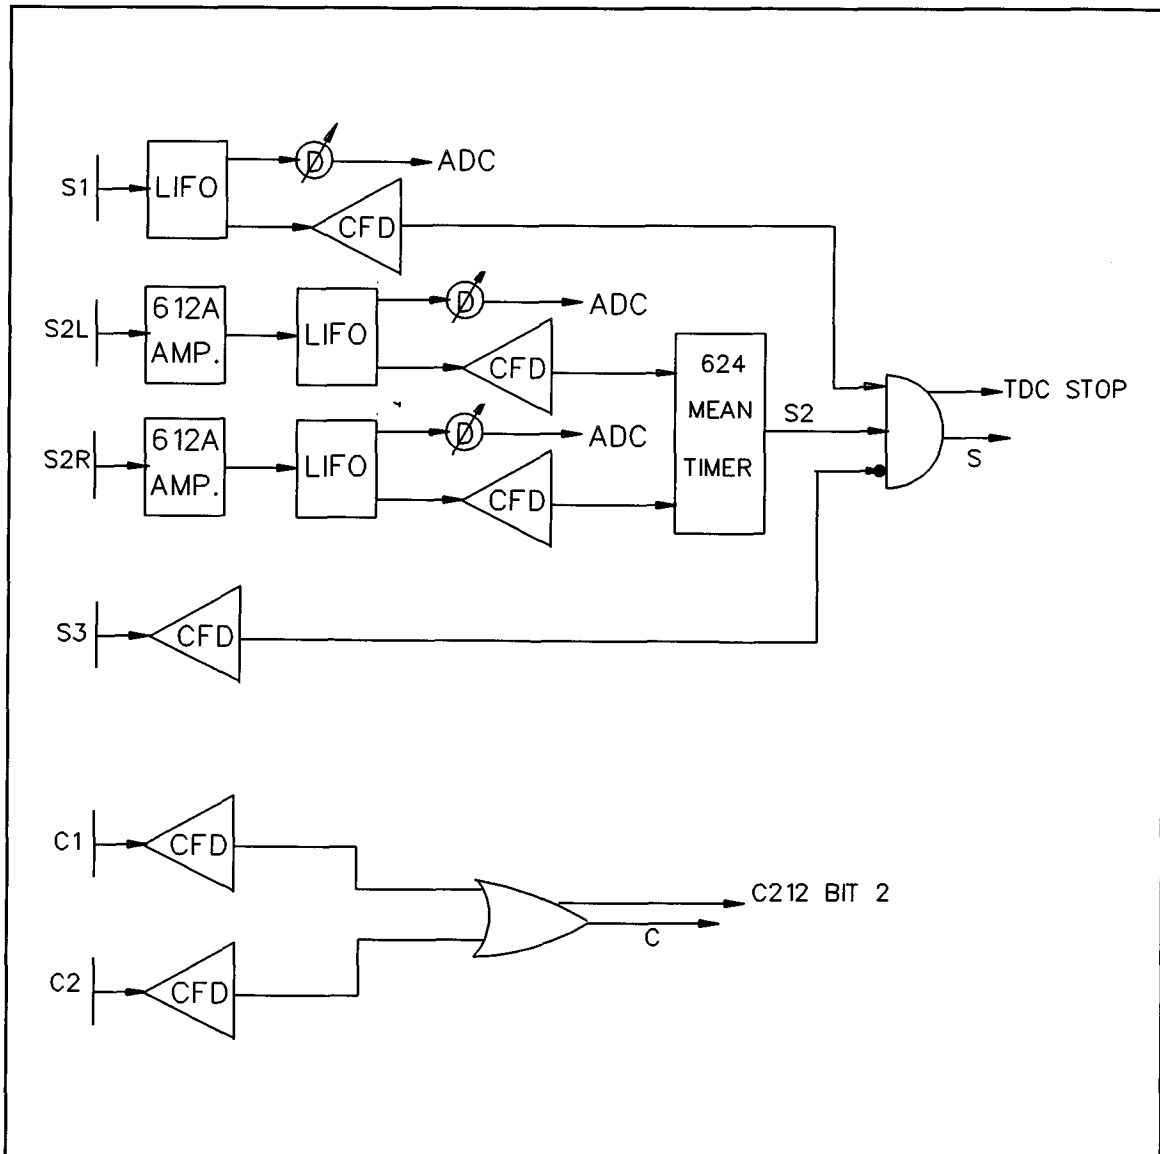 S1
LIFO
D
ADC
CFD
S2L
612A
AMP.
LIFO
D
ADC
CFD
S2R
612A
AMP.
LIFO
D
ADC
CFD
624
MEAN
TIMER
S2
TDC STOP
S
S3
CFD
C1
CFD
C2
CFD
C212 BIT 2
C